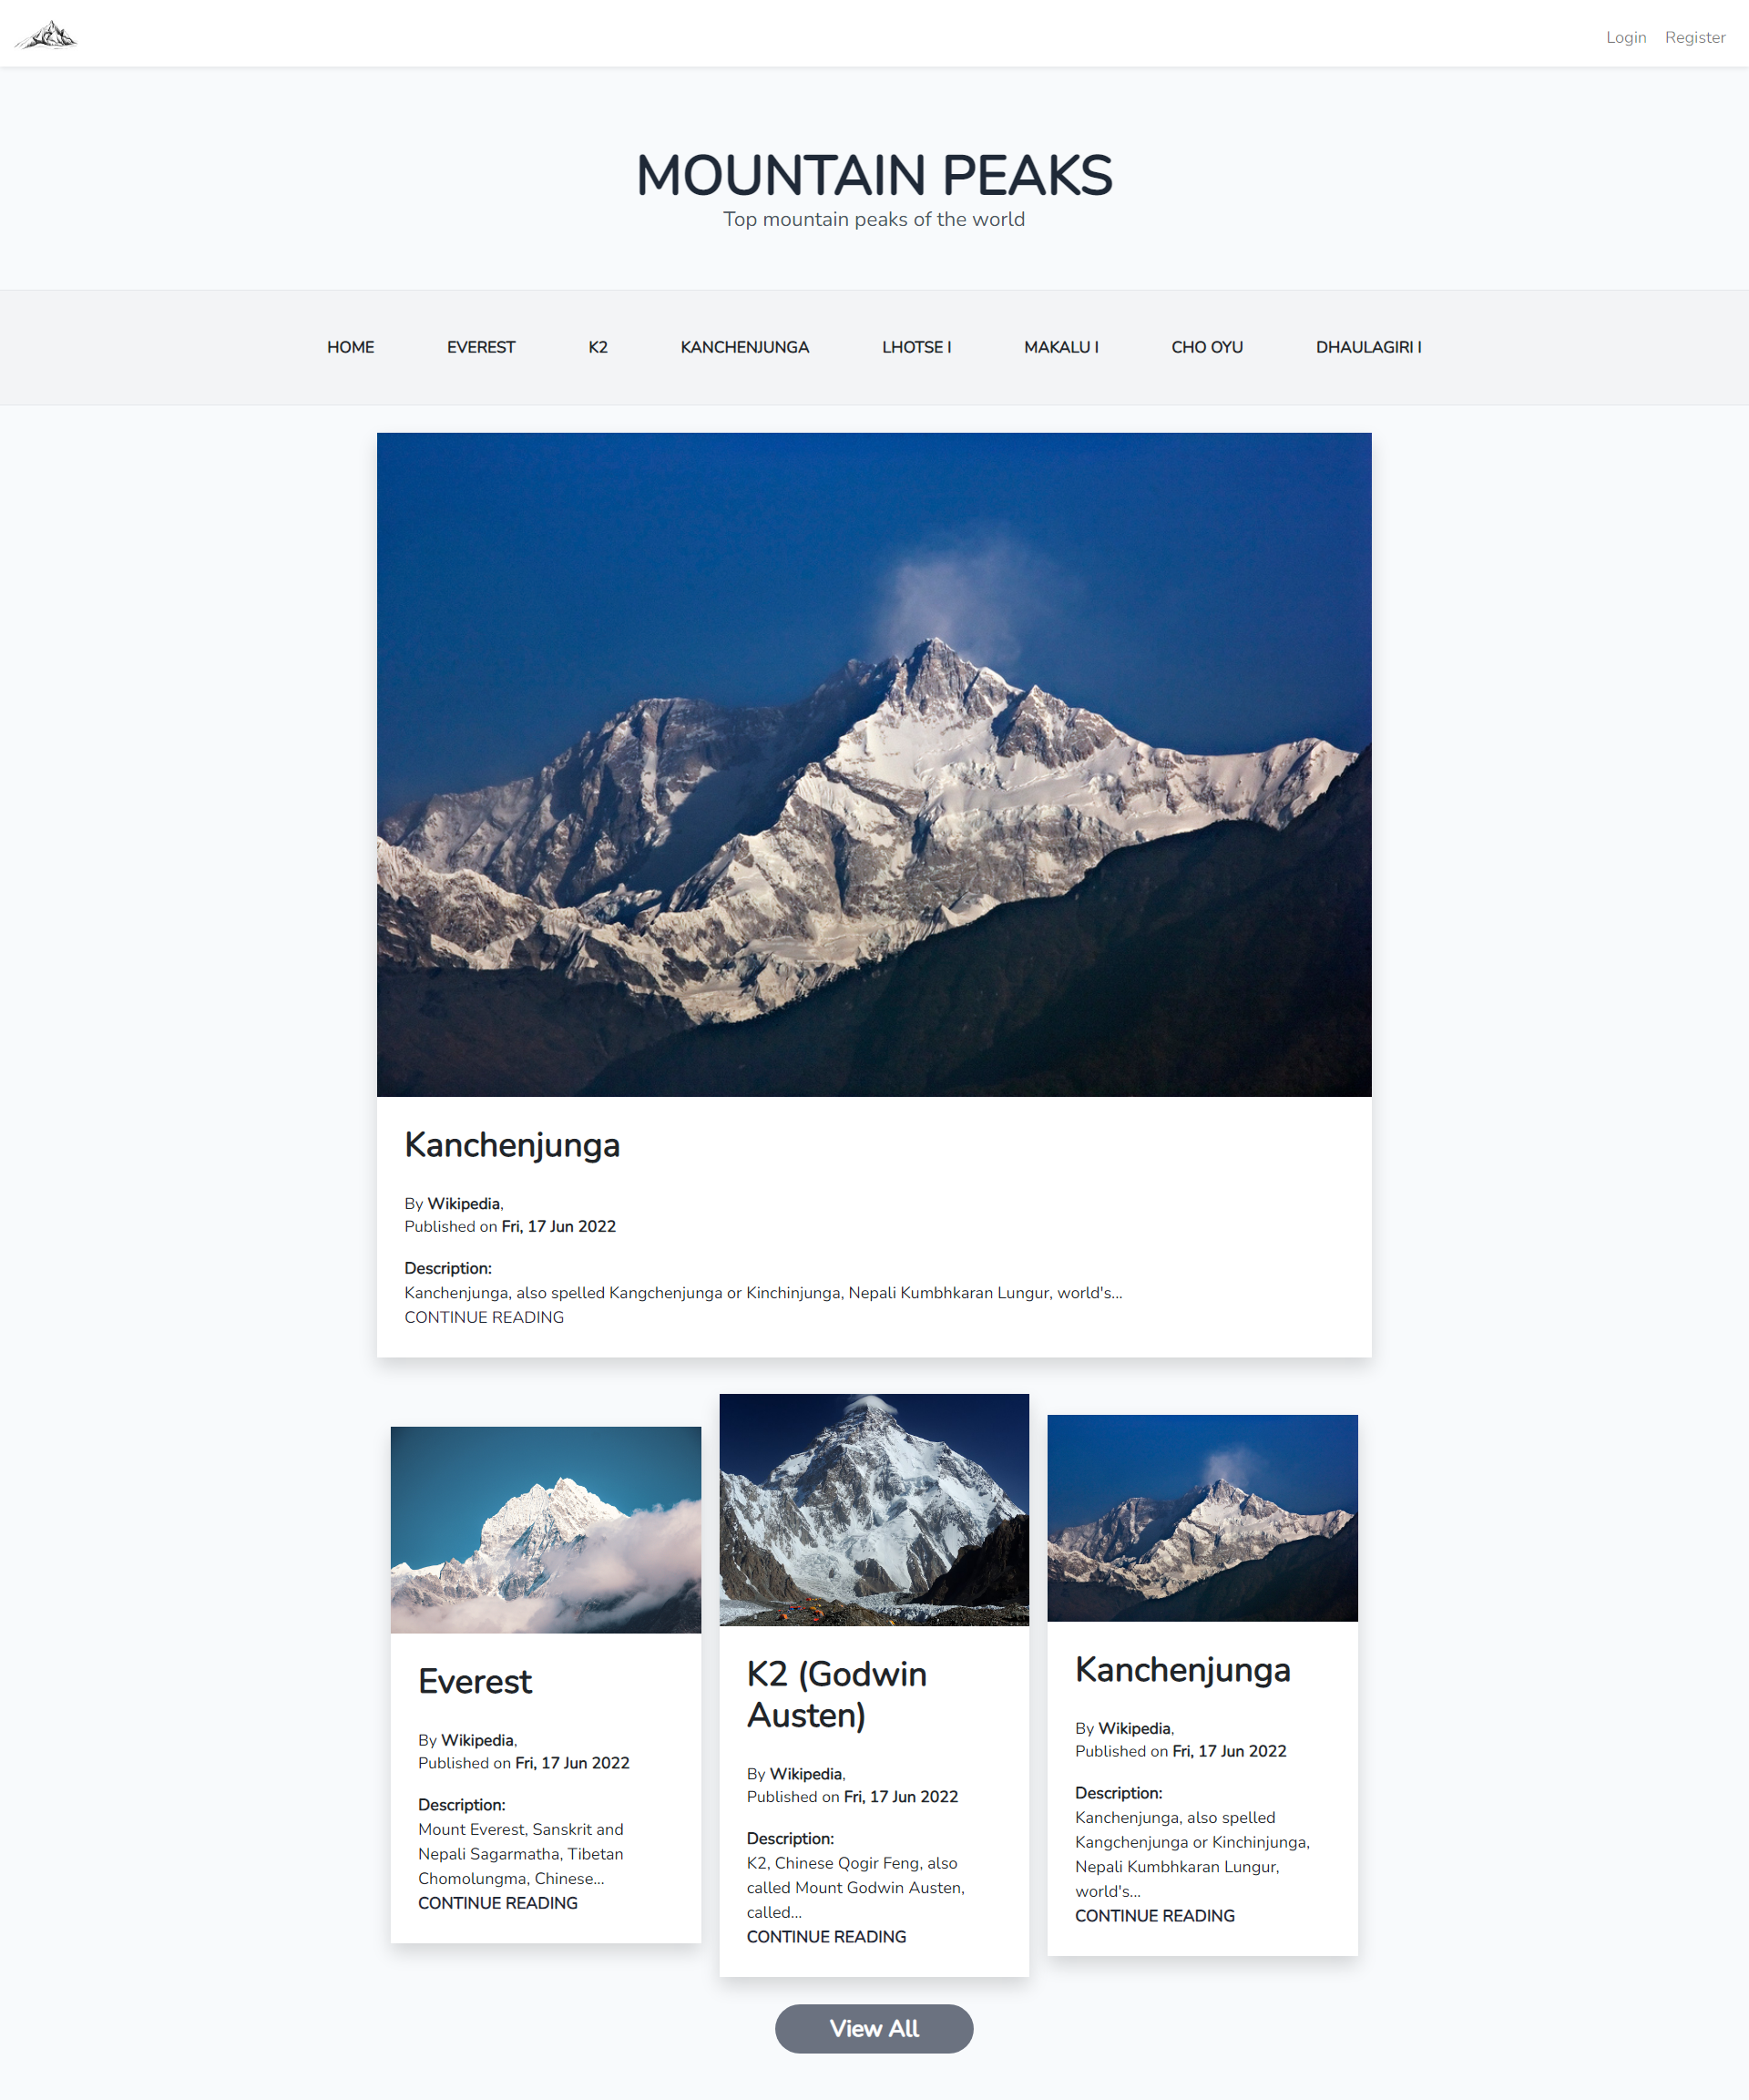 Login Register
MOUNTAIN PEAKS
Top mountain peaks of the world
HOME EVEREST K2 KANCHENJUNGA LHOTSE I MAKALU I CHO OYU DHAULAGIRI I
Kanchenjunga
By Wikipedia,
Published on Fri, 17 Jun 2022
Description:
Kanchenjunga, also spelled Kangchenjunga or Kinchinjunga, Nepali Kumbhkaran Lungur, world's...
CONTINUE READING
Everest
By Wikipedia,
Published on Fri, 17 Jun 2022
Description:
Mount Everest, Sanskrit and
Nepali Sagarmatha, Tibetan
Chomolungma, Chinese...
CONTINUE READING
K2 (Godwin
Austen)
By Wikipedia,
Published on Fri, 17 Jun 2022
Description:
K2, Chinese Qogir Feng, also
called Mount Godwin Austen,
called...
CONTINUE READING
Kanchenjunga
By Wikipedia,
Published on Fri, 17 Jun 2022
Description:
Kanchenjunga, also spelled
Kangchenjunga or Kinchinjunga,
Nepali Kumbhkaran Lungur,
world's...
CONTINUE READING
View All